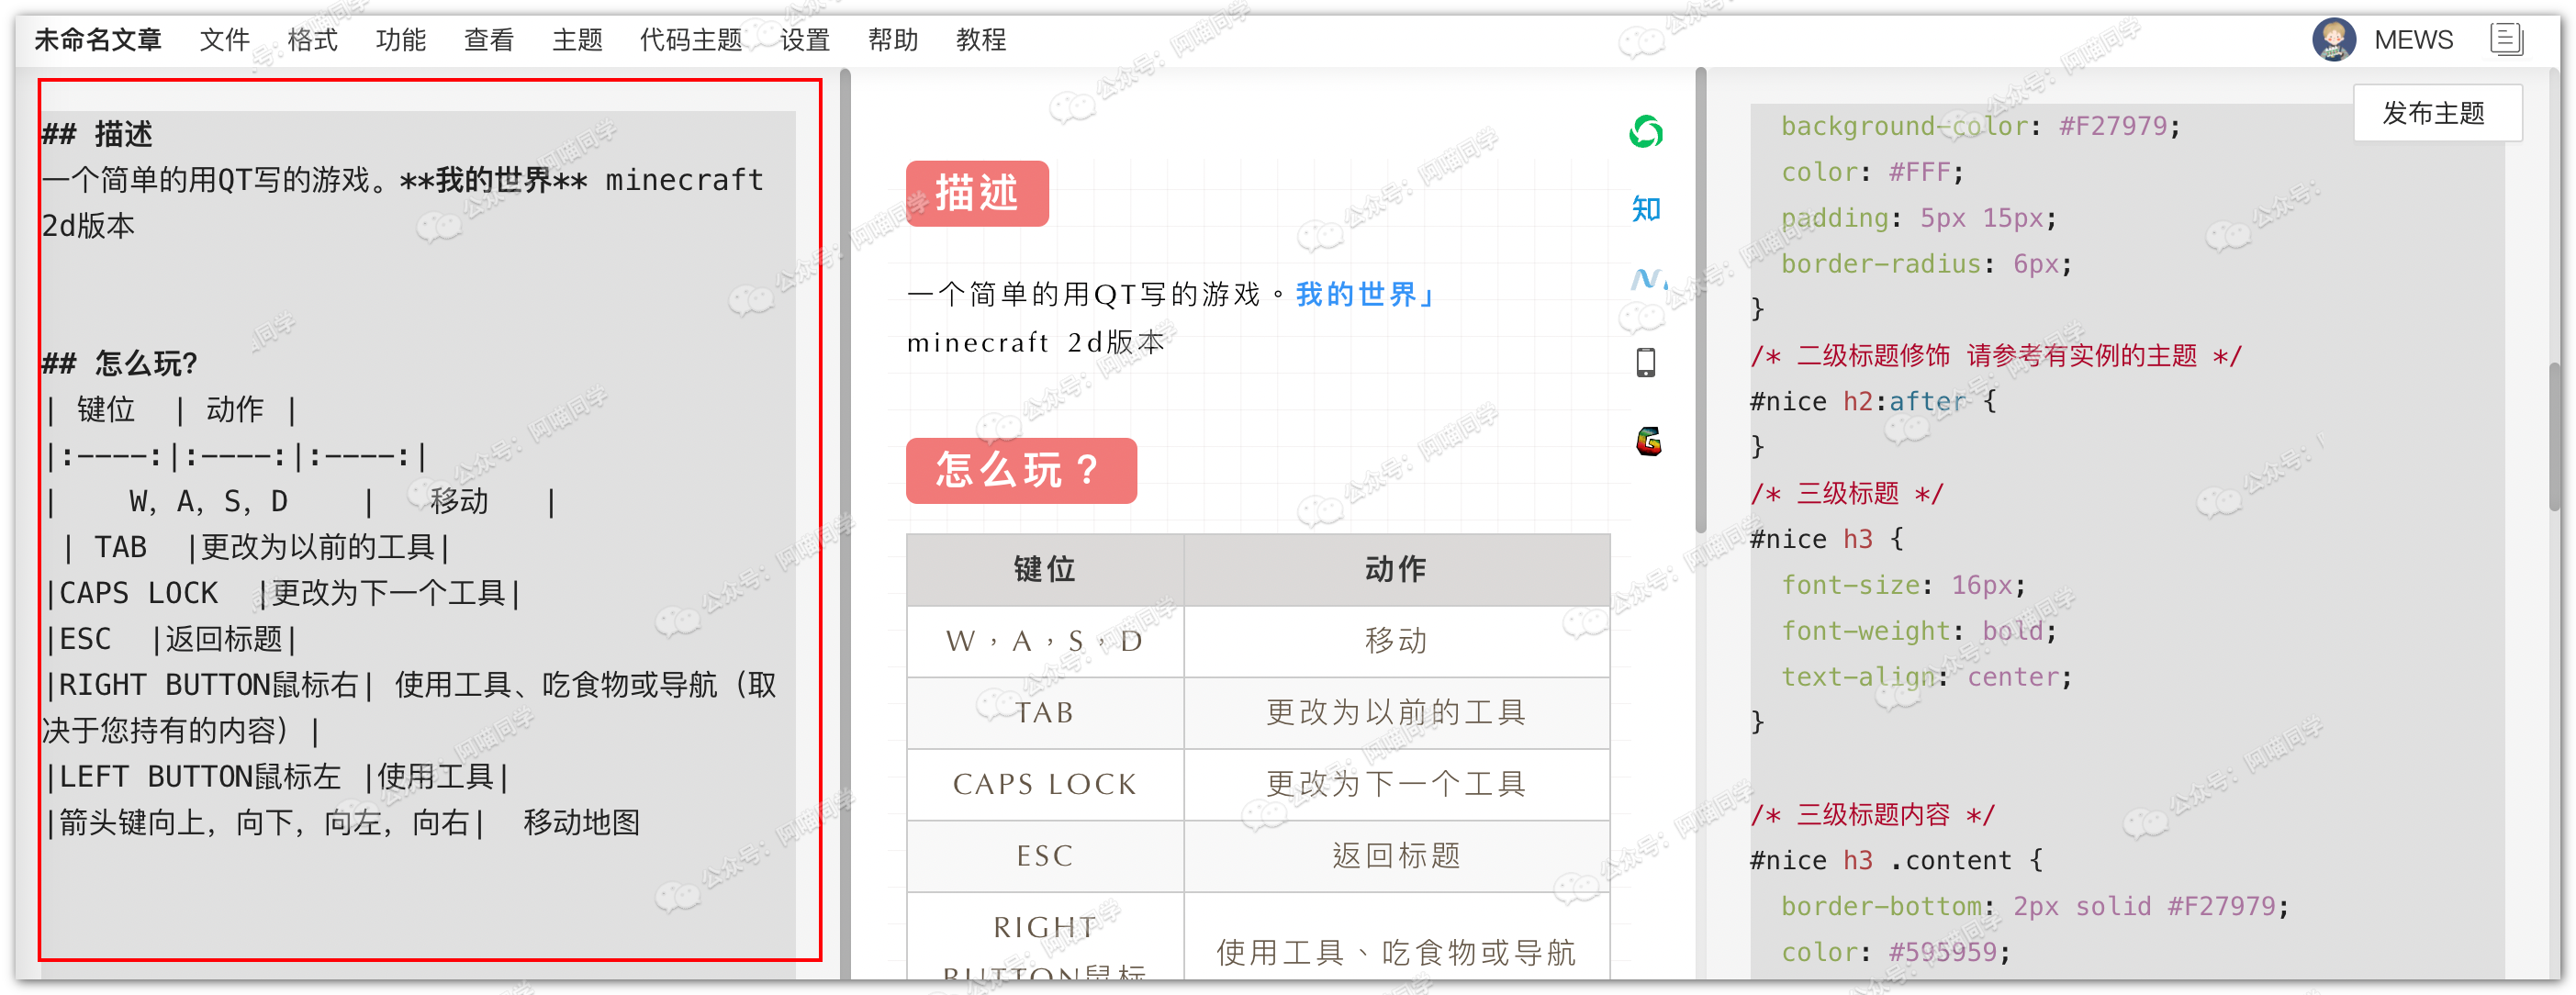 未命名文章 文件 格式 功能 查看 主题 代码主题 设置 帮助 教程 MEWS
## 描述
一个简单的用QT写的游戏。**我的世界** minecraft
2d版本
## 怎么玩？
| 键位 | 动作 |
|:----:|:----:|:----:|
| W, A, S, D | 移动 |
| TAB |更改为以前的工具|
|CAPS LOCK |更改为下一个工具|
|ESC |返回标题|
|RIGHT BUTTON鼠标右| 使用工具、吃食物或导航（取
决于您持有的内容）|
|LEFT BUTTON鼠标左 |使用工具|
|箭头键向上，向下，向左，向右| 移动地图
描述
一个简单的用QT写的游戏。我的世界」
minecraft 2d版本
怎么玩？
键位 动作
W，A，S，D 移动
TAB 更改为以前的工具
CAPS LOCK 更改为下一个工具
ESC 返回标题
RIGHT
BUTTON鼠标
使用工具、吃食物或导航
知
G
发布主题
background-color: #F27979;
color: #FFF;
padding: 5px 15px;
border-radius: 6px;
}
/* 二级标题修饰 请参考有实例的主题 */
#nice h2:after {
}
/* 三级标题 */
#nice h3 {
font-size: 16px;
font-weight: bold;
text-align: center;
}
/* 三级标题内容 */
#nice h3 .content {
border-bottom: 2px solid #F27979;
color: #595959;
公众号：阿喵同学